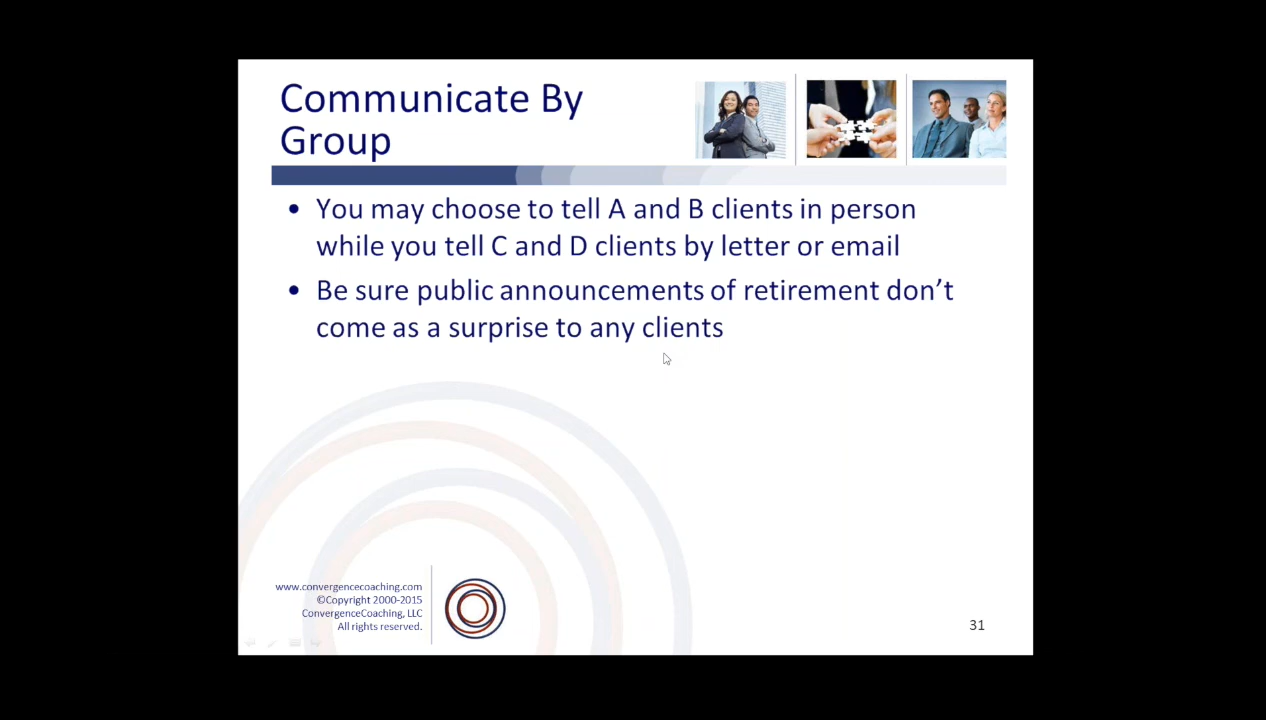 Communicate By
Group
• You may choose to tell A and B clients in person
while you tell C and D clients by letter or email
• Be sure public announcements of retirement don’t
come as a surprise to any clients
www.convergencecoaching.com
©Copyright 2000-2015
ConvergenceCoaching, LLC
All rights reserved.
31